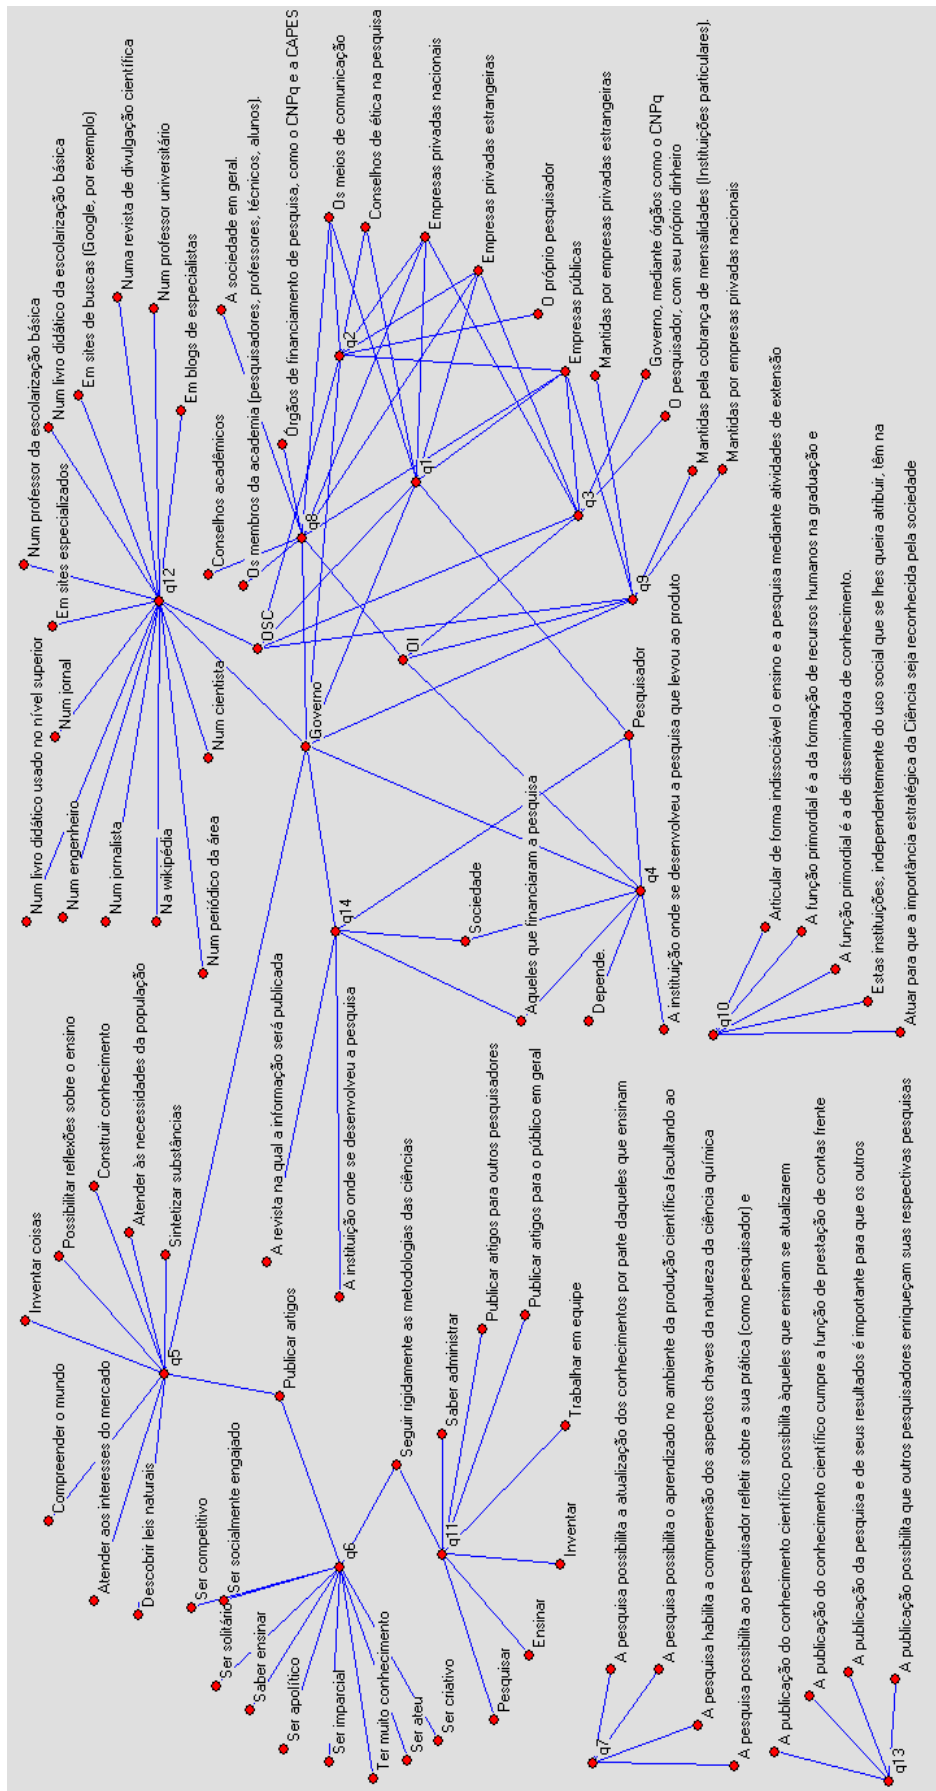 Inventar coisas
Possibilitar reflexões sobre o ensino
Construir conhecimento
Atender às necessidades da população
Sintetizar substâncias
q5
Compreender o mundo
Atender aos interesses do mercado
Descobrir leis naturais
Publicar artigos
Ser competitivo
Ser socialmente engajado
Ser solitário
Saber ensinar
Ser apolítico
Ser imparcial
Ter muito conhecimento
Ser ateu
Ser criativo
q6
Seguir rigidamente as metodologias das ciências
q11
Saber administrar
Publicar artigos para outros pesquisadores
Publicar artigos para o público em geral
Trabalhar em equipe
Inventar
Ensinar
Pesquisar
q7
A pesquisa possibilita a atualização dos conhecimentos por parte daqueles que ensinam
A pesquisa possibilita o aprendizado no ambiente da produção científica facultando ao
A pesquisa habilita a compreensão dos aspectos chaves da natureza da ciência química
A pesquisa possibilita ao pesquisador refletir sobre a sua prática (como pesquisador) e
A publicação do conhecimento científico possibilita àqueles que ensinam se atualizarem
A publicação do conhecimento científico cumpre a função de prestação de contas frente
A publicação da pesquisa e de seus resultados é importante para que os outros
A publicação possibilita que outros pesquisadores enriqueçam suas respectivas pesquisas
q13
Num professor da escolarização básica
Num livro didático da escolarização básica
Em sites de buscas (Google, por exemplo)
Numa revista de divulgação científica
Num professor universitário
Em blogs de especialistas
Em sites especializados
q12
Num jornal
Num livro didático usado no nível superior
Num engenheiro
Num jornalista
Na wikipédia
Num periódico da área
Num cientista
A sociedade em geral.
Órgãos de financiamento de pesquisa, como o CNPq e a CAPES
Os membros da academia (pesquisadores, professores, técnicos, alunos).
Conselhos acadêmicos
q8
Os meios de comunicação
Conselhos de ética na pesquisa
Empresas privadas nacionais
Empresas privadas estrangeiras
q2
q1
O próprio pesquisador
Empresas públicas
Mantidas por empresas privadas estrangeiras
Governo, mediante órgãos como o CNPq
O pesquisador, com seu próprio dinheiro
Mantidas pela cobrança de mensalidades (Instituições particulares).
Mantidas por empresas privadas nacionais
q3
q9
OSC
OI
Governo
Pesquisador
q14
A revista na qual a informação será publicada
A instituição onde se desenvolveu a pesquisa
Sociedade
Aqueles que financiaram a pesquisa
Depende.
q4
A instituição onde se desenvolveu a pesquisa que levou ao produto
q10
Articular de forma indissociável o ensino e a pesquisa mediante atividades de extensão
A função primordial é a da formação de recursos humanos na graduação e
A função primordial é a de disseminadora de conhecimento.
Estas instituições, independentemente do uso social que se lhes queira atribuir, têm na
Atuar para que a importância estratégica da Ciência seja reconhecida pela sociedade